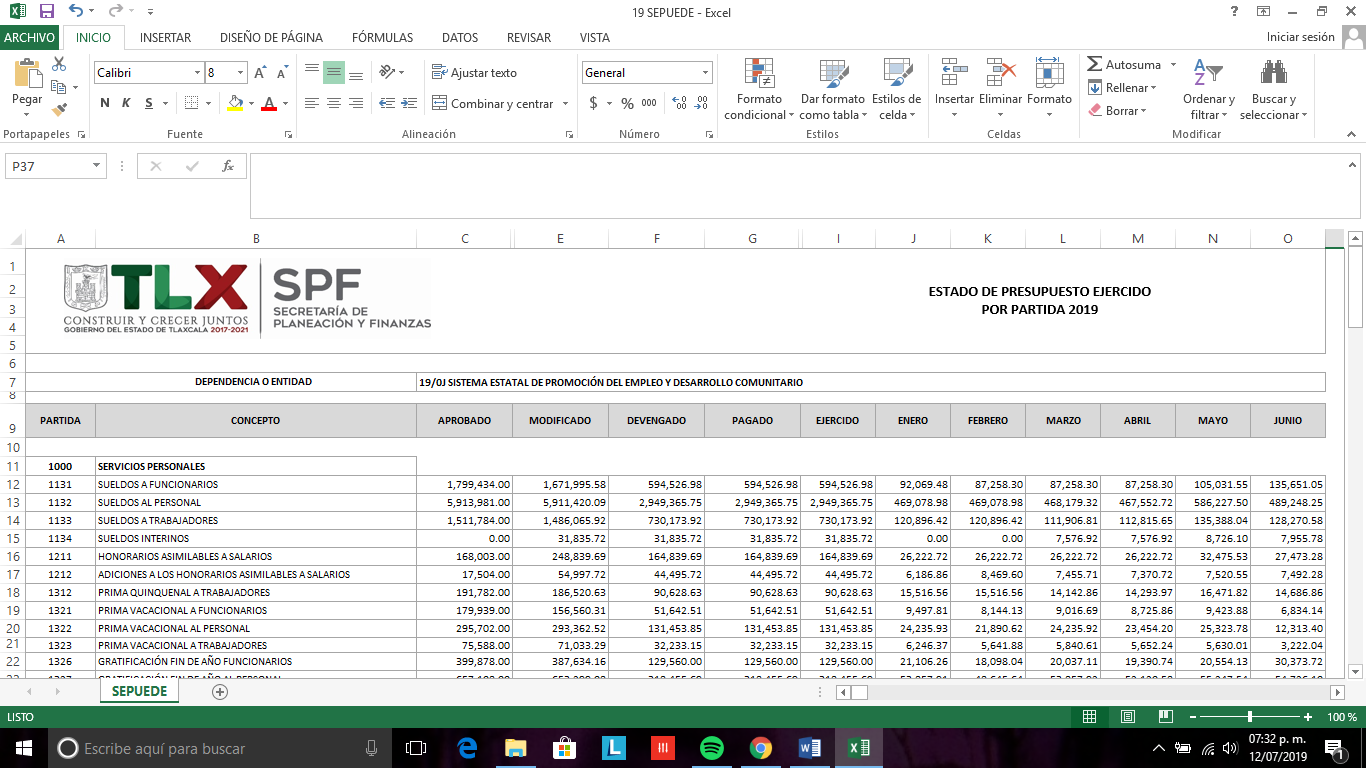 19 SEPUEDE - Excel
ARCHIVO INICIO INSERTAR DISEÑO DE PÁGINA FÓRMULAS DATOS REVISAR VISTA Iniciar sesión
Pegar Calibri 8 Ajustar texto General Formato condicional Dar formato como tabla Estilos de celda Insertar Eliminar Formato Autosuma Rellenar Borrar Ordenar y filtrar Buscar y seleccionar
N K S Combinar y centrar $ % 000
Portapapeles Fuente Alineación Número Estilos Celdas Modificar
P37 fx
A B C E F G I J K L M N O
1
2
3
4
5
6
7
8
9
10
11
12
13
14
15
16
17
18
19
20
21
22
TLX
CONSTRUIR Y CRECER JUNTOS
GOBIERNO DEL ESTADO DE TLAXCALA 2017-2021
SPF
SECRETARÍA DE
PLANEACIÓN Y FINANZAS
ESTADO DE PRESUPUESTO EJERCIDO
POR PARTIDA 2019
DEPENDENCIA O ENTIDAD 19/0J SISTEMA ESTATAL DE PROMOCIÓN DEL EMPLEO Y DESARROLLO COMUNITARIO
PARTIDA CONCEPTO APROBADO MODIFICADO DEVENGADO PAGADO EJERCIDO ENERO FEBRERO MARZO ABRIL MAYO JUNIO
1000 SERVICIOS PERSONALES
1131 SUELDOS A FUNCIONARIOS 1,799,434.00 1,671,995.58 594,526.98 594,526.98 594,526.98 92,069.48 87,258.30 87,258.30 87,258.30 105,031.55 135,651.05
1132 SUELDOS AL PERSONAL 5,913,981.00 5,911,420.09 2,949,365.75 2,949,365.75 2,949,365.75 469,078.98 469,078.98 468,179.32 467,552.72 586,227.50 489,248.25
1133 SUELDOS A TRABAJADORES 1,511,784.00 1,486,065.92 730,173.92 730,173.92 730,173.92 120,896.42 120,896.42 111,906.81 112,815.65 135,388.04 128,270.58
1134 SUELDOS INTERINOS 0.00 31,835.72 31,835.72 31,835.72 31,835.72 0.00 0.00 7,576.92 7,576.92 8,726.10 7,955.78
1211 HONORARIOS ASIMILABLES A SALARIOS 168,003.00 248,839.69 164,839.69 164,839.69 164,839.69 26,222.72 26,222.72 26,222.72 26,222.72 32,475.53 27,473.28
1212 ADICIONES A LOS HONORARIOS ASIMILABLES A SALARIOS 17,504.00 54,997.72 44,495.72 44,495.72 44,495.72 6,186.86 8,469.60 7,455.71 7,370.72 7,520.55 7,492.28
1312 PRIMA QUINQUENAL A TRABAJADORES 191,782.00 186,520.63 90,628.63 90,628.63 90,628.63 15,516.56 15,516.56 14,142.86 14,293.97 16,471.82 14,686.86
1321 PRIMA VACACIONAL A FUNCIONARIOS 179,939.00 156,560.31 51,642.51 51,642.51 51,642.51 9,497.81 8,144.13 9,016.69 8,725.86 9,423.88 6,834.14
1322 PRIMA VACACIONAL AL PERSONAL 295,702.00 293,362.52 131,453.85 131,453.85 131,453.85 24,235.93 21,890.62 24,235.92 23,454.20 25,323.78 12,313.40
1323 PRIMA VACACIONAL A TRABAJADORES 75,588.00 71,033.29 32,233.15 32,233.15 32,233.15 6,246.37 5,641.88 5,840.61 5,652.24 5,630.01 3,222.04
1326 GRATIFICACIÓN FIN DE AÑO FUNCIONARIOS 399,878.00 387,634.16 129,560.00 129,560.00 129,560.00 21,106.26 18,098.04 20,037.11 19,390.74 20,554.13 30,373.72
SEPUEDE
LISTO 100 %
Escribe aquí para buscar
07:32 p. m.
12/07/2019
1